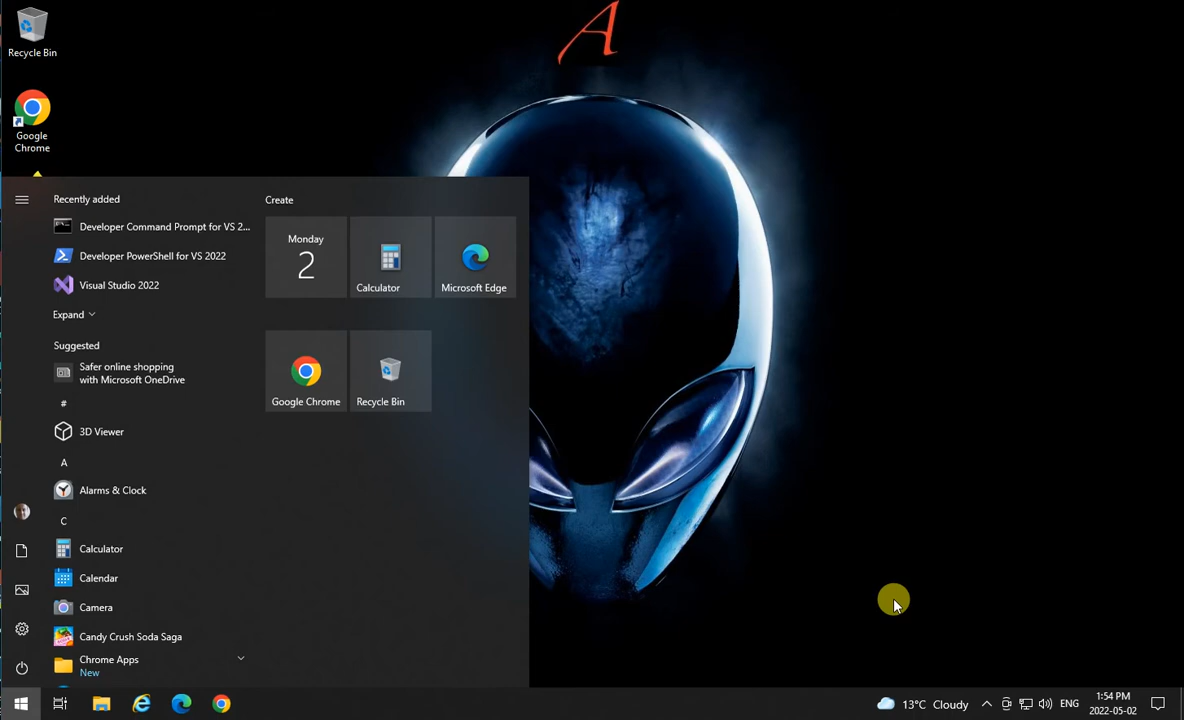 A
Recycle Bin
Google
Chrome
Recently added
Developer Command Prompt for VS 2...
Developer PowerShell for VS 2022
Visual Studio 2022
Expand
Suggested
Safer online shopping
with Microsoft OneDrive
#
3D Viewer
A
Alarms & Clock
C
Calculator
Calendar
Camera
Candy Crush Soda Saga
Chrome Apps
New
Create
Monday
2
Calculator
Microsoft Edge
Google Chrome
Recycle Bin
13°C Cloudy
ENG
1:54 PM
2022-05-02